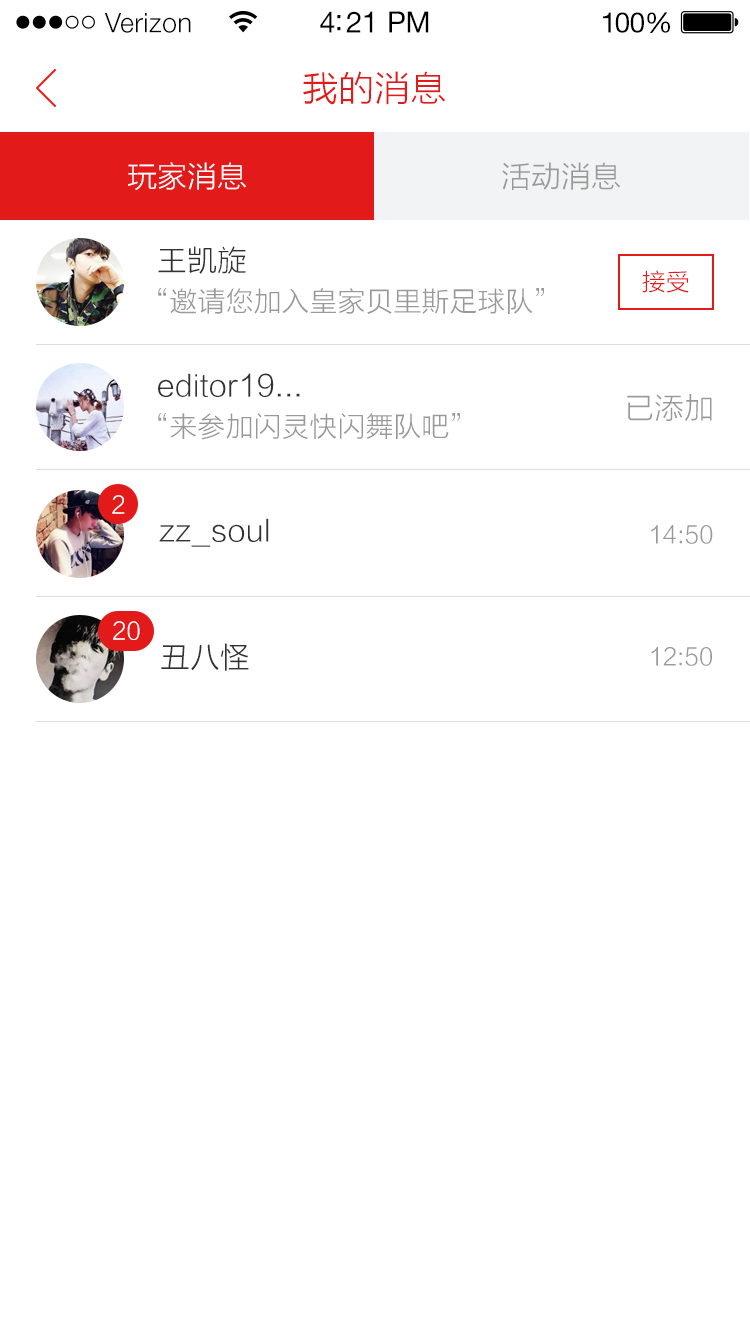 Verizon 4:21 PM 100%
我的消息
玩家消息 活动消息
王凯旋
“邀请您加入皇家贝里斯足球队”
接受
editor19...
“来参加闪灵快闪舞队吧”
已添加
2
zz_soul 14:50
20
丑八怪 12:50